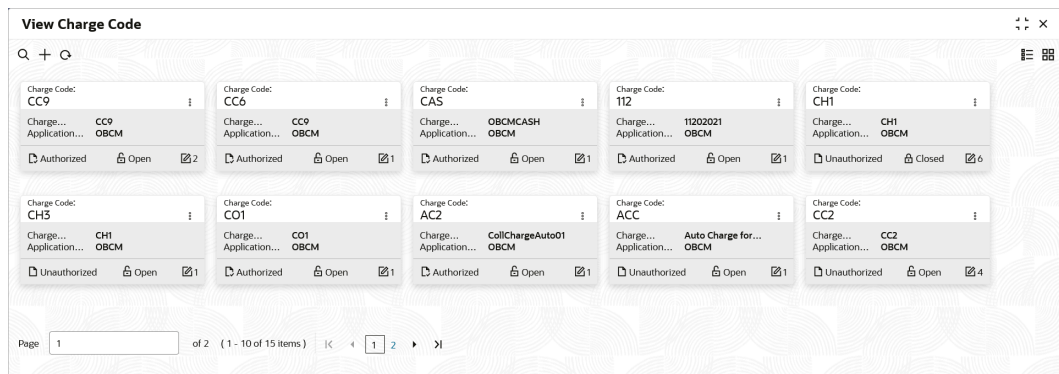 View Charge Code
Charge Code:
CC9
Charge... CC9
Application... OBCM
Authorized Open 2
Charge Code:
CC6
Charge... CC9
Application... OBCM
Authorized Open 1
Charge Code:
CAS
Charge... OBCMCASH
Application... OBCM
Authorized Open 1
Charge Code:
112
Charge... 11202021
Application... OBCM
Authorized Open 1
Charge Code:
CH1
Charge... CH1
Application... OBCM
Unauthorized Closed 6
Charge Code:
CH3
Charge... CH1
Application... OBCM
Unauthorized Open 1
Charge Code:
CO1
Charge... CO1
Application... OBCM
Authorized Open 1
Charge Code:
AC2
Charge... CollChargeAuto01
Application... OBCM
Authorized Open 1
Charge Code:
ACC
Charge... Auto Charge for...
Application... OBCM
Unauthorized Open 1
Charge Code:
CC2
Charge... CC2
Application... OBCM
Unauthorized Open 4
Page 1 of 2 (1 - 10 of 15 items) 1 2